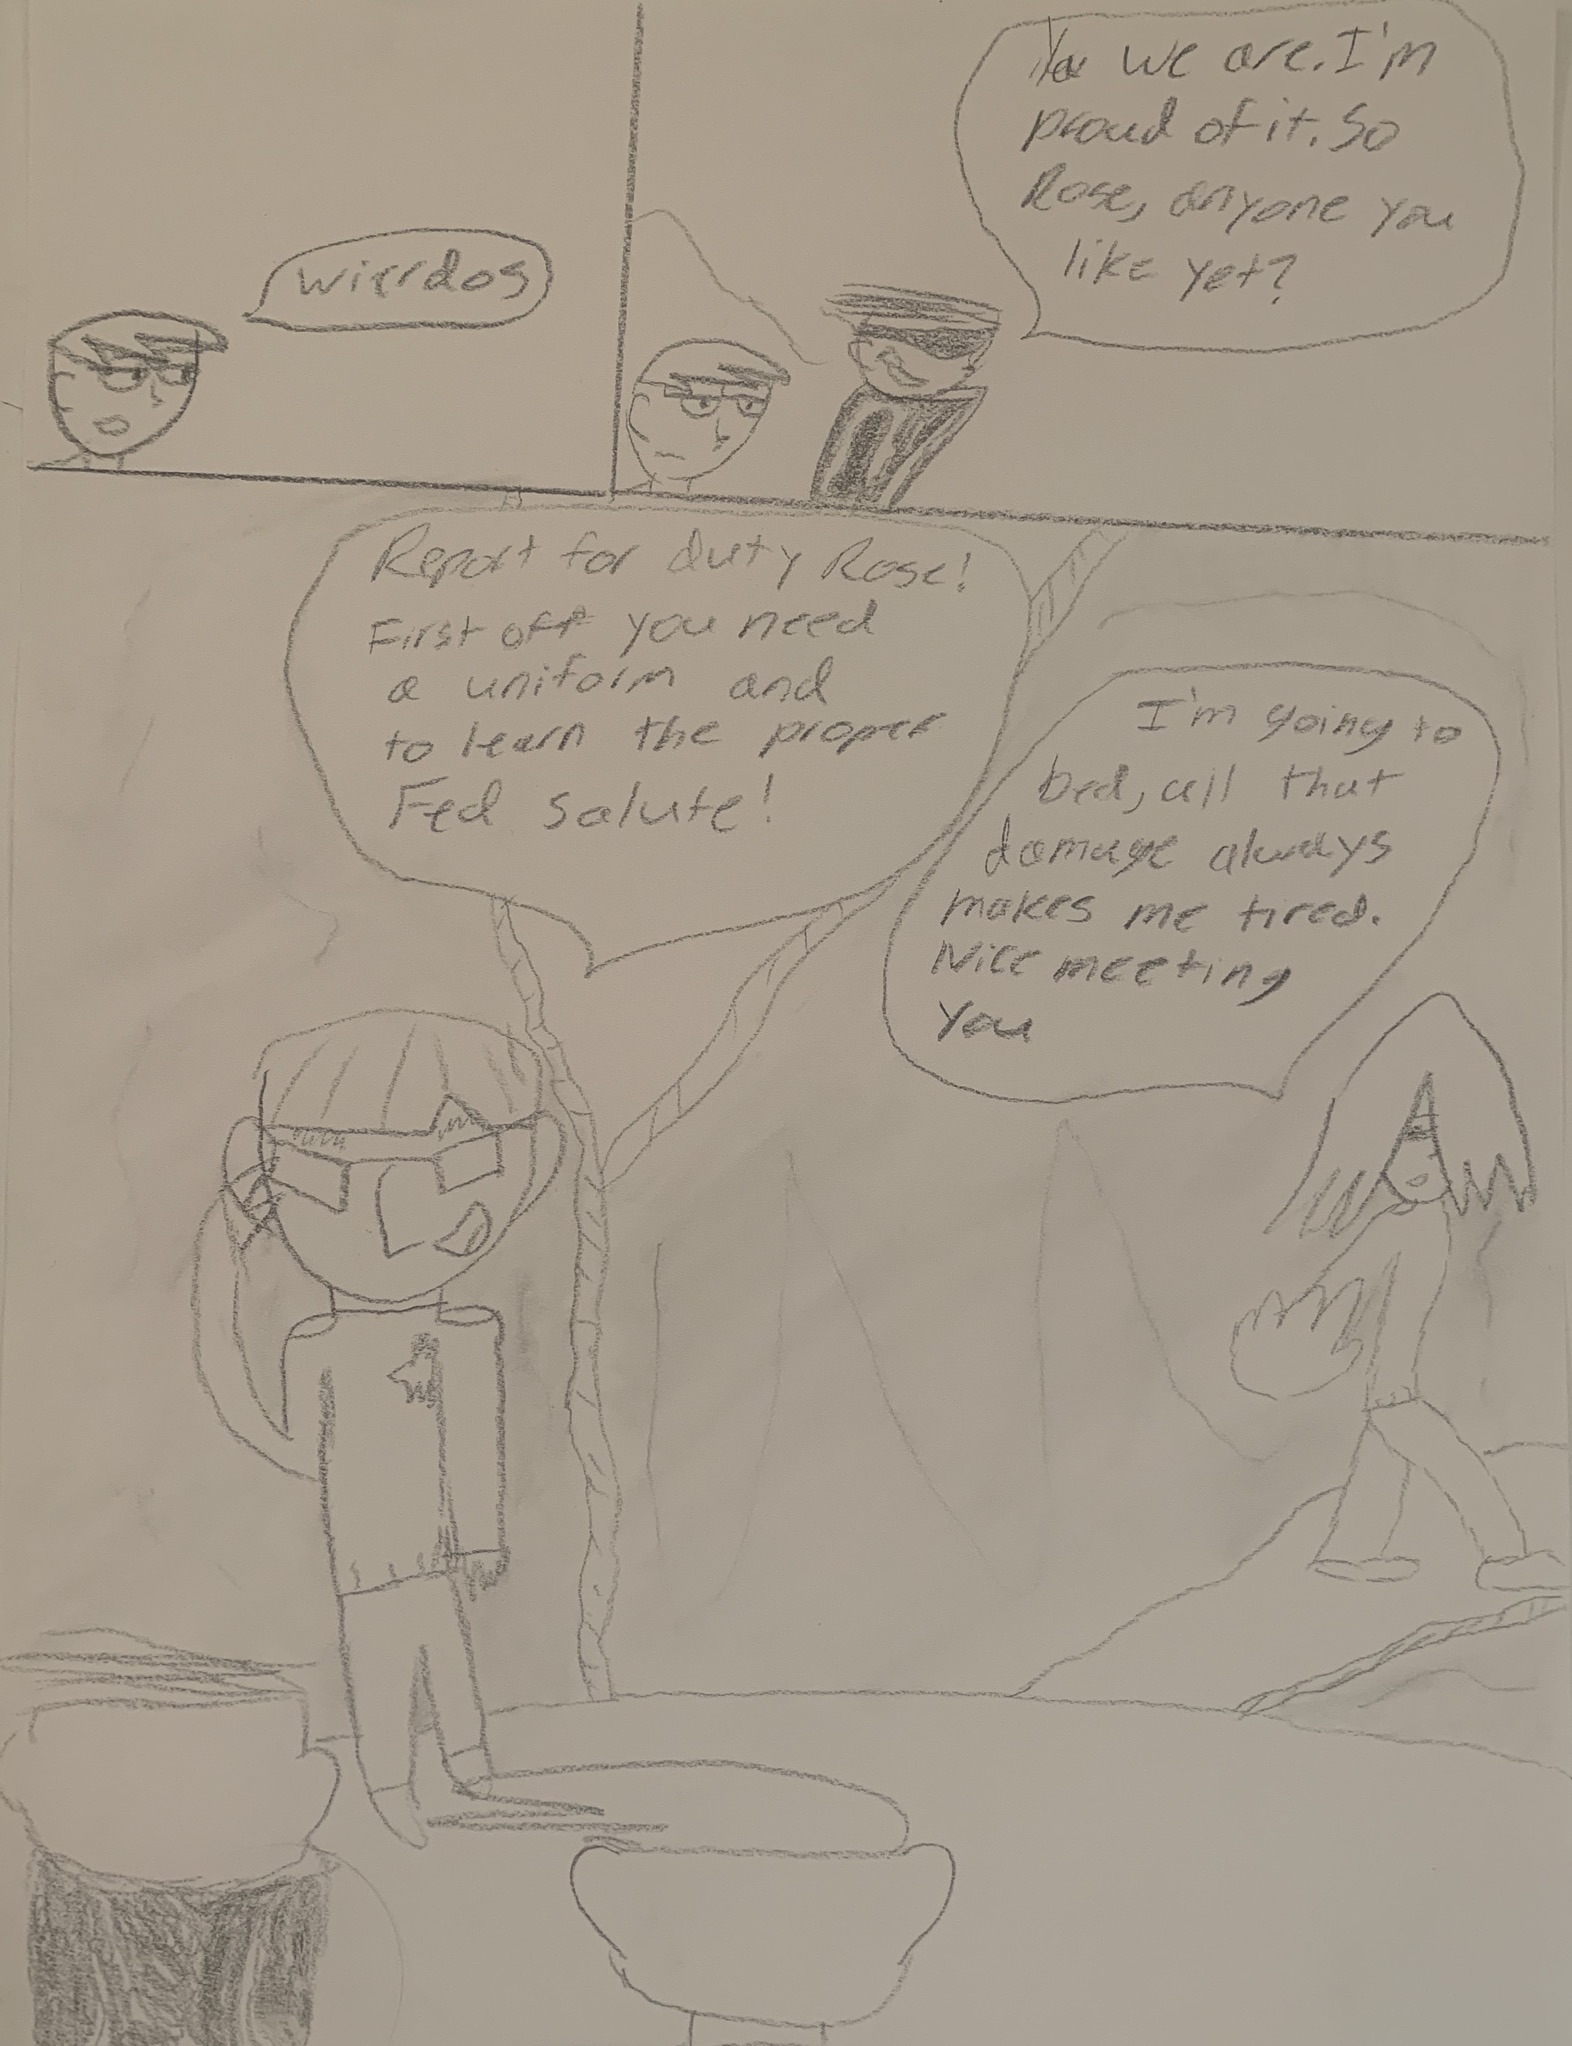 wierdos
Ya we are. I'm
proud of it. So
Rose, anyone you
like yet?
Report for duty Rose!
First off you need
a uniform and
to learn the proper
Fed salute!
I'm going to
bed, all that
damage always
makes me tired.
Nice meeting
you